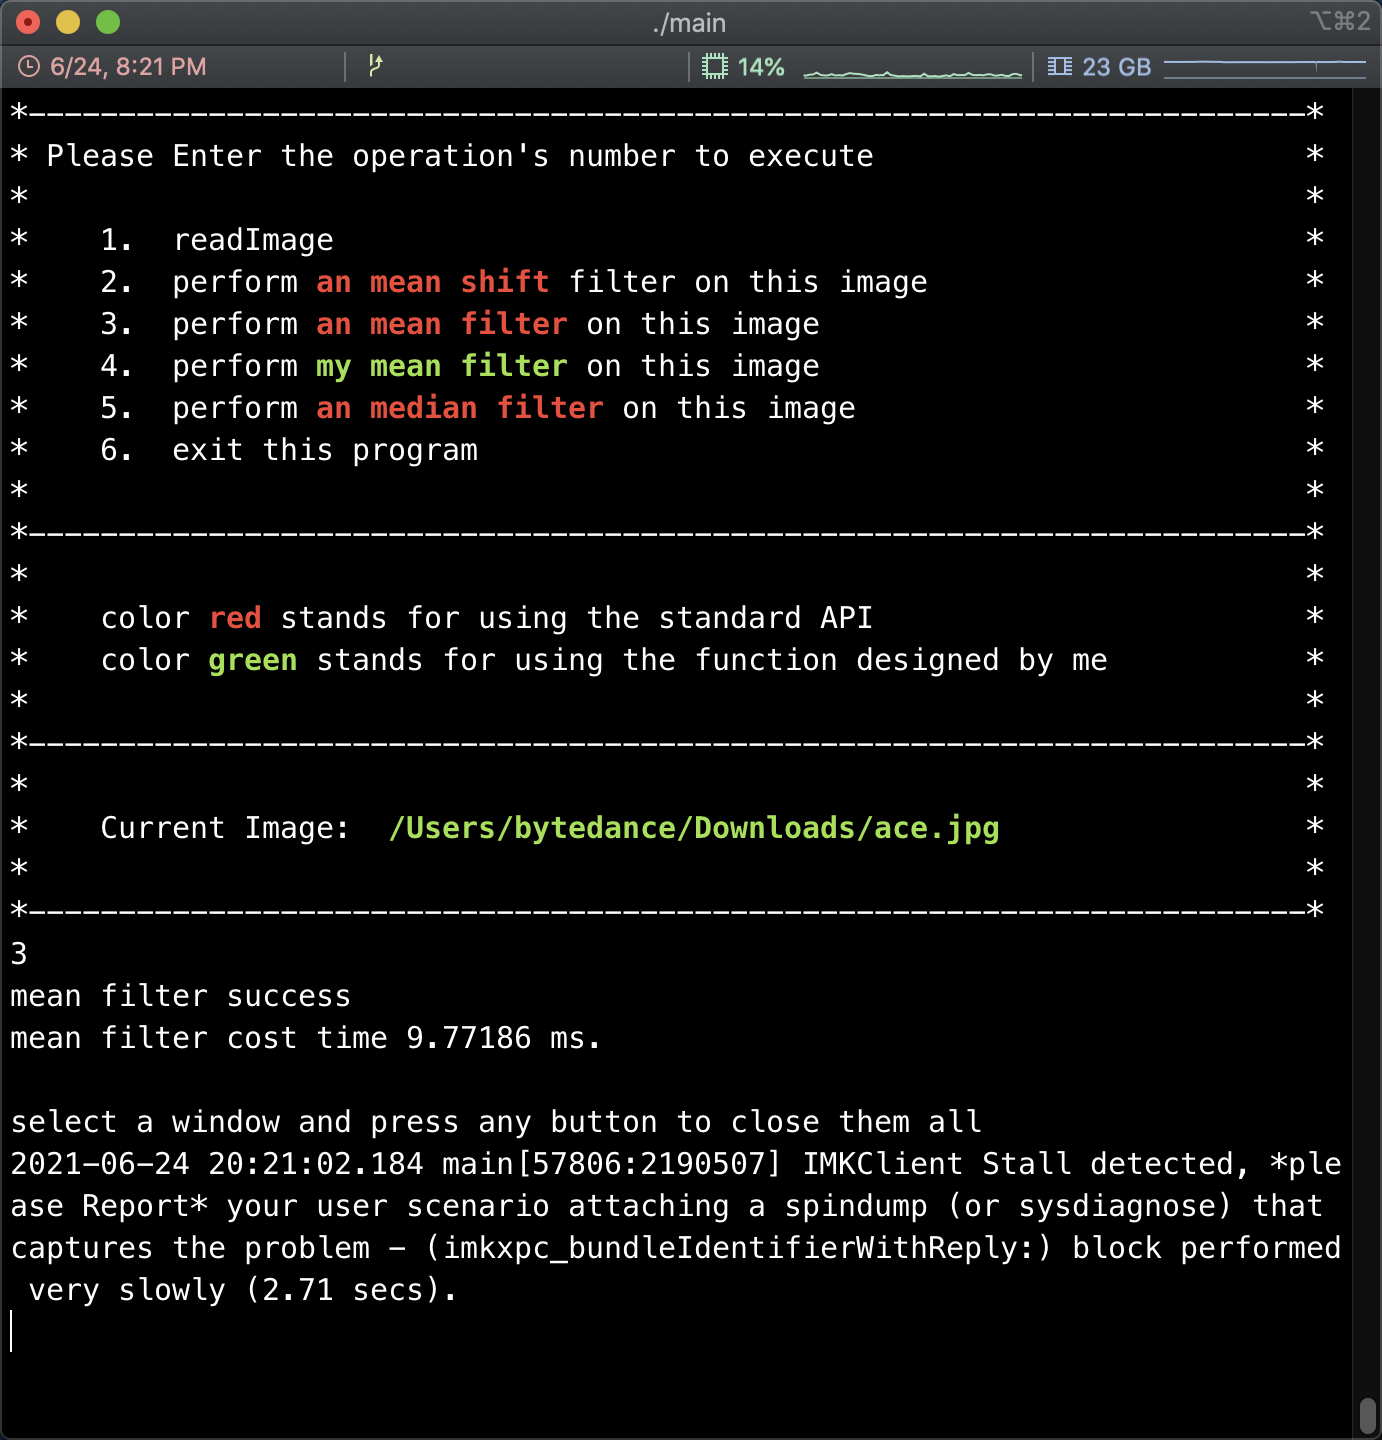 ./main
⌥⌘2
6/24, 8:21 PM
14%
23 GB
*-----------------------------------------------------------------------*
* Please Enter the operation's number to execute *
* *
* 1. readImage *
* 2. perform an mean shift filter on this image *
* 3. perform an mean filter on this image *
* 4. perform my mean filter on this image *
* 5. perform an median filter on this image *
* 6. exit this program *
* *
*-----------------------------------------------------------------------*
* *
* color red stands for using the standard API *
* color green stands for using the function designed by me *
* *
*-----------------------------------------------------------------------*
* *
* Current Image: /Users/bytedance/Downloads/ace.jpg *
* *
*-----------------------------------------------------------------------*
3
mean filter success
mean filter cost time 9.77186 ms.
select a window and press any button to close them all
2021-06-24 20:21:02.184 main[57806:2190507] IMKClient Stall detected, *ple
ase Report* your user scenario attaching a spindump (or sysdiagnose) that
captures the problem - (imkxpc_bundleIdentifierWithReply:) block performed
very slowly (2.71 secs).